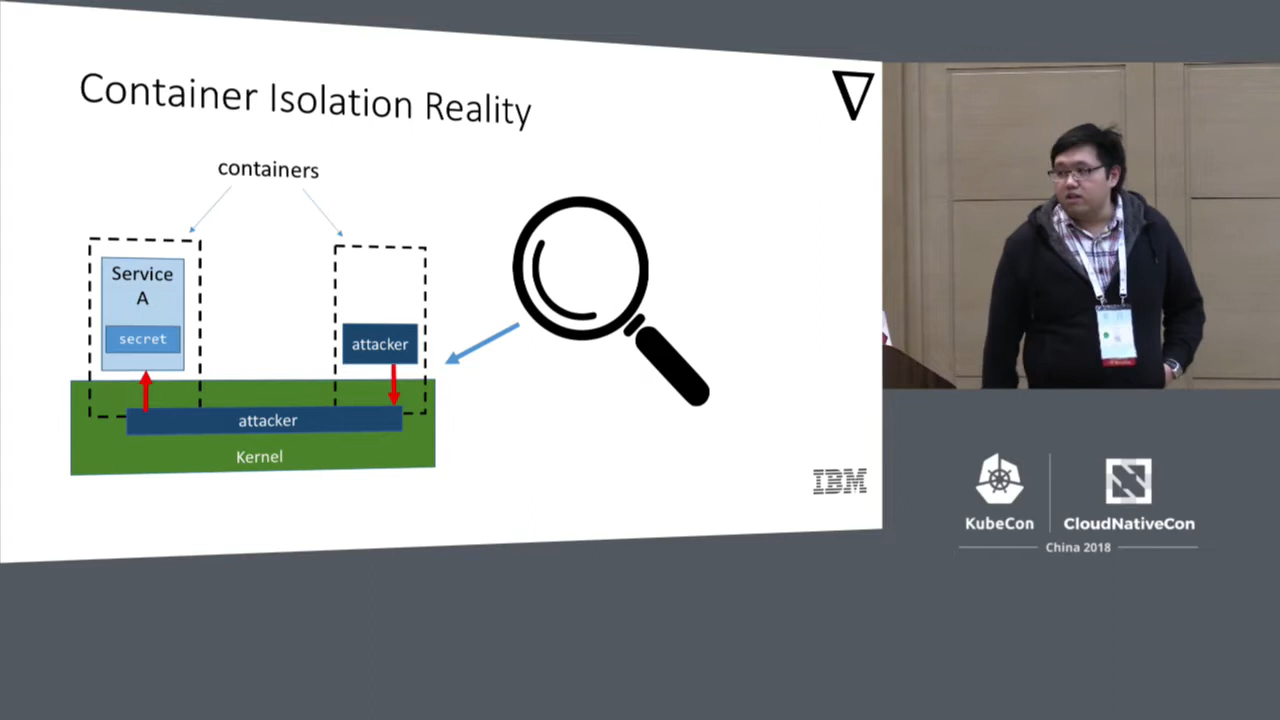 Container Isolation Reality
containers
Service
A
secret
attacker
attacker
Kernel
IBM
KubeCon
CloudNativeCon
China 2018